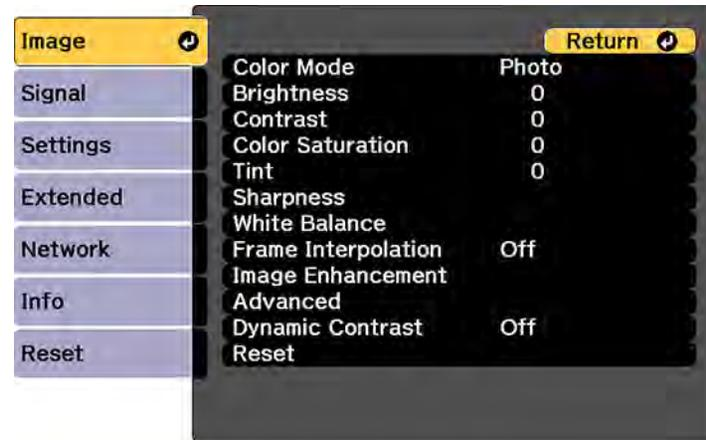 Image
Signal
Settings
Extended
Network
Info
Reset
Return
Color Mode Photo
Brightness 0
Contrast 0
Color Saturation 0
Tint 0
Sharpness
White Balance
Frame Interpolation Off
Image Enhancement
Advanced
Dynamic Contrast Off
Reset